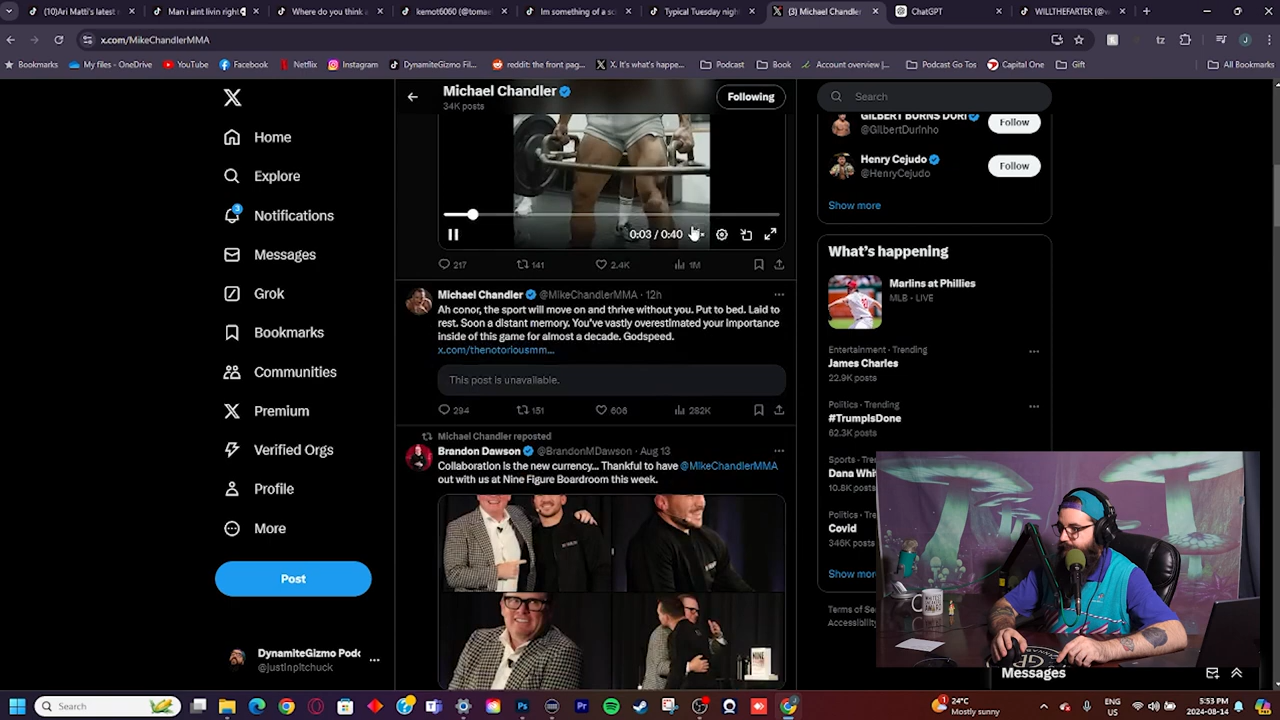 (10) Ari Matti's latest s
Man i aint livin right
Where do you think a
kemot6060 (@tomae
Im something of a sc
Typical Tuesday nigh
(3) Michael Chandler
ChatGPT
WILLTHEFARTER (@w
x.com/MikeChandlerMMA
Bookmarks
My files - OneDrive
YouTube
Facebook
Netflix
Instagram
DynamiteGizmo Fil...
reddit: the front pag...
X. It's what's happe...
Podcast
Book
Account overview |...
Podcast Go Tos
Capital One
Gift
All Bookmarks
Home
Explore
3
Notifications
Messages
Grok
Bookmarks
Communities
Premium
Verified Orgs
Profile
More
Post
DynamiteGizmo Podc
@justinpitchuck
Michael Chandler
34K posts
Following
0:03 / 0:40
217
141
2.4K
1M
Michael Chandler @MikeChandlerMMA · 12h
Ah conor, the sport will move on and thrive without you. Put to bed. Laid to
rest. Soon a distant memory. You've vastly overestimated your importance
inside of this game for almost a decade. Godspeed.
x.com/thenotoriousmm...
This post is unavailable.
294
151
606
282K
Michael Chandler reposted
Brandon Dawson @BrandonMDawson · Aug 13
Collaboration is the new currency... Thankful to have @MikeChandlerMMA
out with us at Nine Figure Boardroom this week.
Search
GILBERT BURNS DURI
@GilbertDurinho
Follow
Henry Cejudo
@HenryCejudo
Follow
Show more
What's happening
Marlins at Phillies
MLB · LIVE
Entertainment · Trending
James Charles
22.9K posts
Politics · Trending
#TrumpIsDone
62.3K posts
Sports ·
Dana Whi
10.8K posts
Politics · T
Covid
346K posts
Show more
Terms of Se
Accessibility
Messages
Search
24°C
Mostly sunny
ENG
US
5:53 PM
2024-08-14